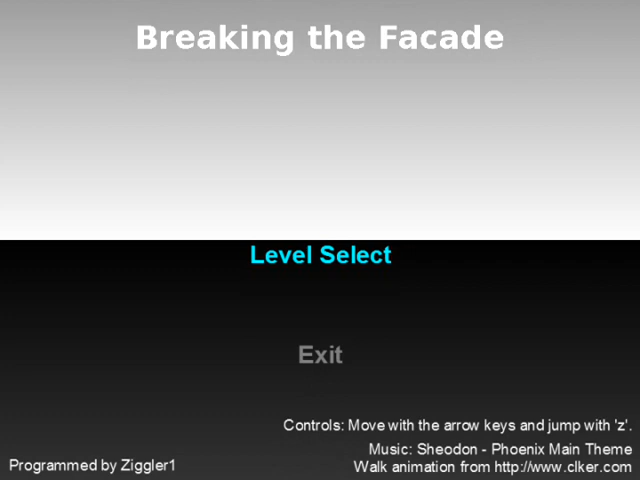 Breaking the Facade
Level Select
Exit
Controls: Move with the arrow keys and jump with 'z'.
Music: Sheodon - Phoenix Main Theme
Programmed by Ziggler1
Walk animation from http://www.clker.com